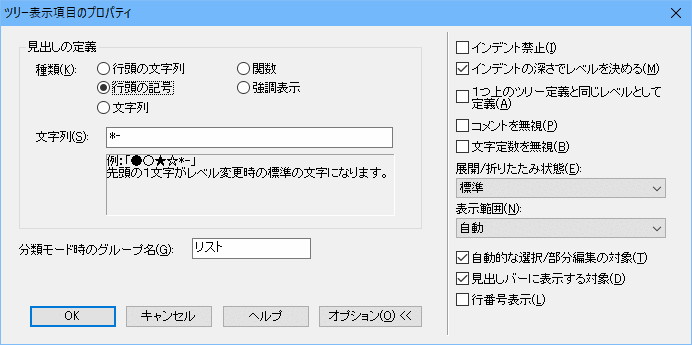 ツリー表示項目のプロパティ
見出しの定義
種類(K):
行頭の文字列
関数
行頭の記号
強調表示
文字列
文字列(S):
*-
例：「●○★☆*-」
先頭の1文字がレベル変更時の標準の文字になります。
分類モード時のグループ名(G):
リスト
OK
キャンセル
ヘルプ
オプション(O) <<
インデント禁止(I)
インデントの深さでレベルを決める(M)
1つ上のツリー定義と同じレベルとして
定義(A)
コメントを無視(P)
文字定数を無視(B)
展開/折りたたみ状態(E):
標準
表示範囲(N):
自動
自動的な選択/部分編集の対象(T)
見出しバーに表示する対象(D)
行番号表示(L)